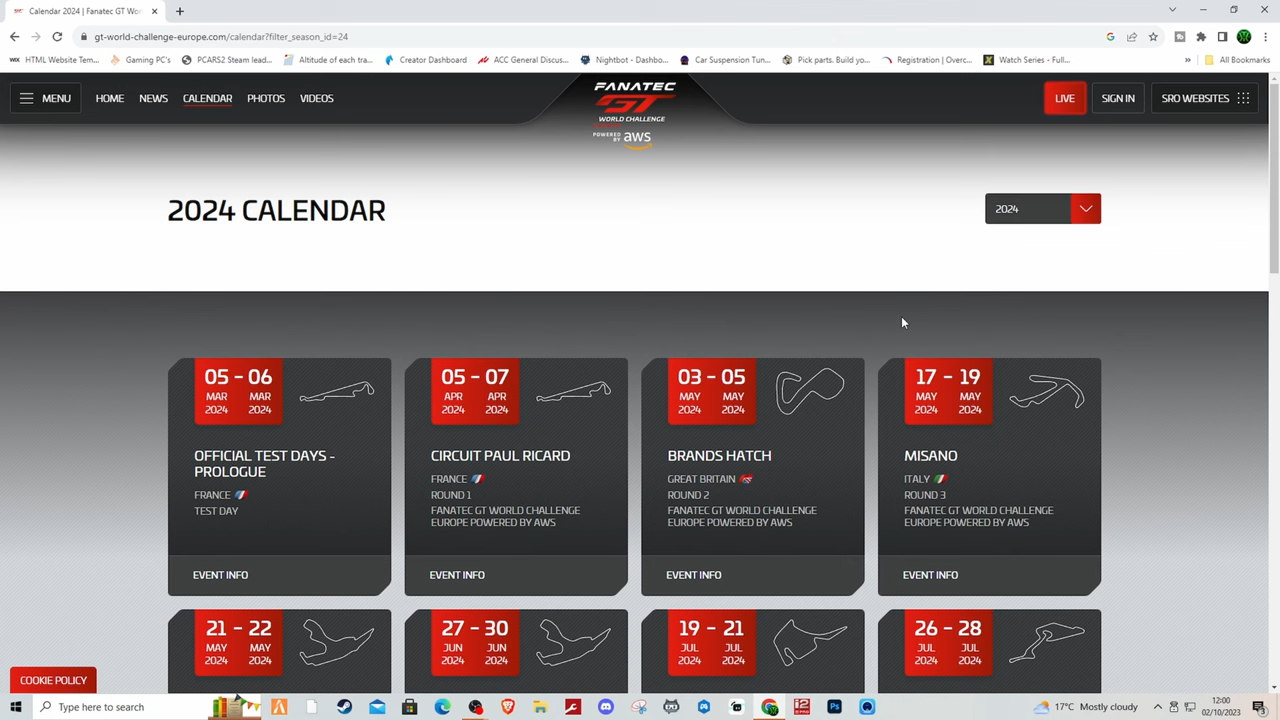 Calendar 2024 | Fanatec GT Wo
gt-world-challenge-europe.com/calendar?filter_season_id=24
HTML Website Tem... Gaming PC's PCARS2 Steam lead... Altitude of each tra... Creator Dashboard ACC General Discus... Nightbot - Dashbo... Car Suspension Tun... Pick parts. Build yo... Registration | Overc... Watch Series - Full... » All Bookmarks
MENU HOME NEWS CALENDAR PHOTOS VIDEOS
FANATEC
GT
WORLD CHALLENGE
POWERED BY aws
LIVE SIGN IN SRO WEBSITES
2024 CALENDAR
2024
05 - 06
MAR MAR
2024 2024
OFFICIAL TEST DAYS -
PROLOGUE
FRANCE
TEST DAY
EVENT INFO
05 - 07
APR APR
2024 2024
CIRCUIT PAUL RICARD
FRANCE
ROUND 1
FANATEC GT WORLD CHALLENGE
EUROPE POWERED BY AWS
EVENT INFO
03 - 05
MAY MAY
2024 2024
BRANDS HATCH
GREAT BRITAIN
ROUND 2
FANATEC GT WORLD CHALLENGE
EUROPE POWERED BY AWS
EVENT INFO
17 - 19
MAY MAY
2024 2024
MISANO
ITALY
ROUND 3
FANATEC GT WORLD CHALLENGE
EUROPE POWERED BY AWS
EVENT INFO
21 - 22
MAY MAY
2024 2024
27 - 30
JUN JUN
2024 2024
19 - 21
JUL JUL
2024 2024
26 - 28
JUL JUL
2024 2024
COOKIE POLICY
Type here to search
17°C Mostly cloudy
12:00
02/10/2023